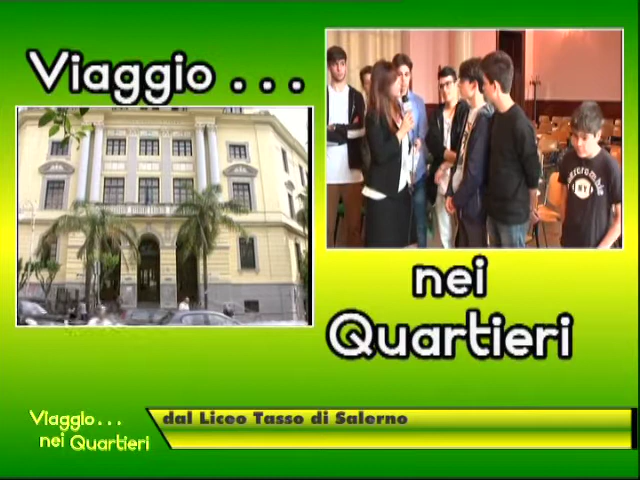 Viaggio . . .
nei
Quartieri
Viaggio . . .
nei Quartieri
dal Liceo Tasso di Salerno